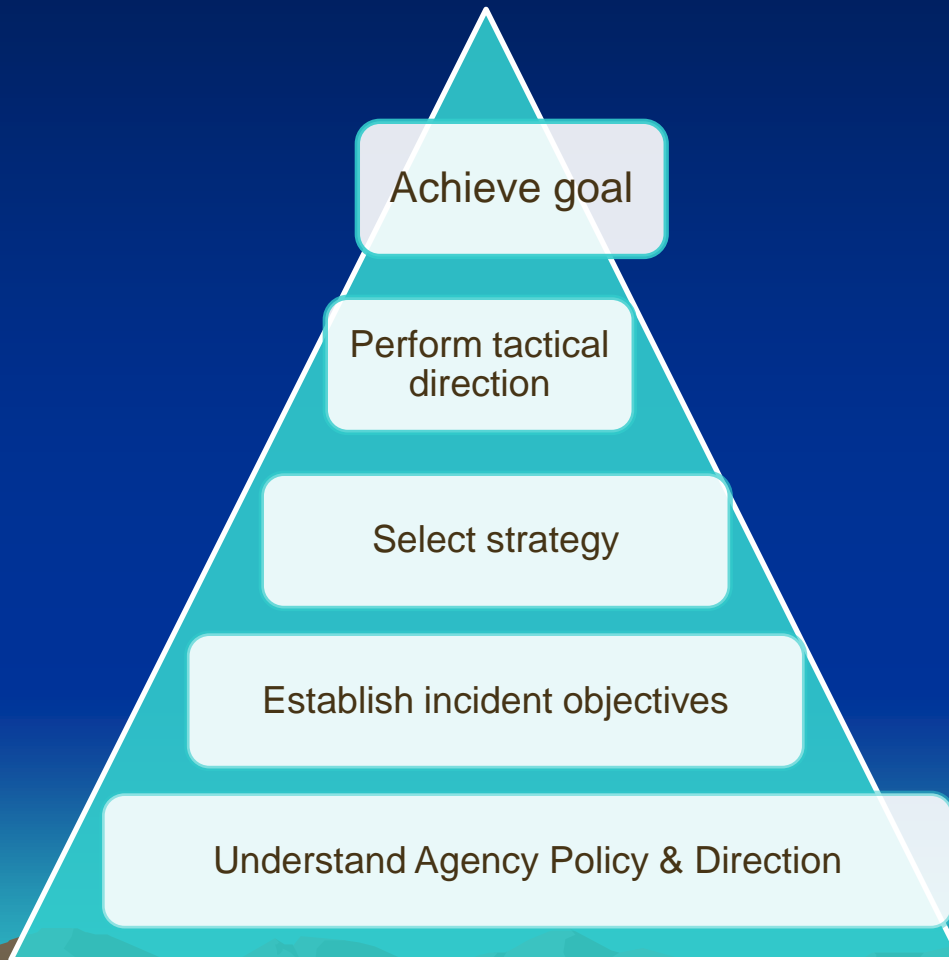 Achieve goal
Perform tactical
direction
Select strategy
Establish incident objectives
Understand Agency Policy & Direction